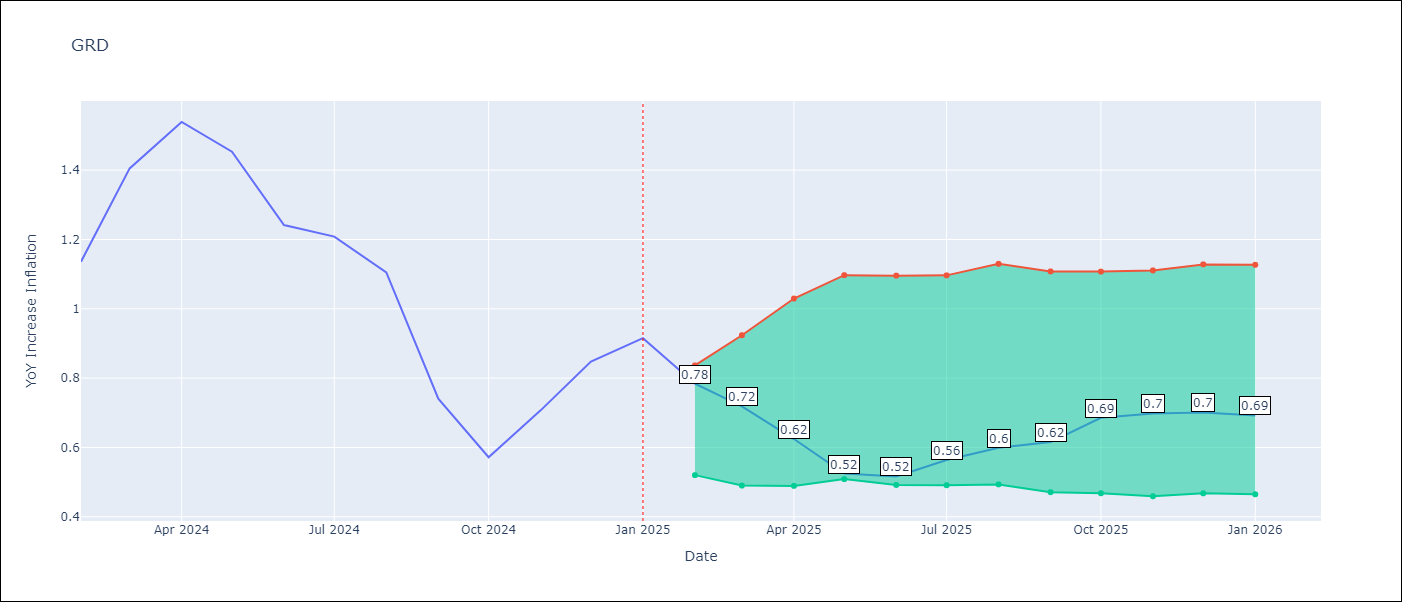 GRD
YoY Increase Inflation
1.4
1.2
1
0.8
0.6
0.4
0.78
0.72
0.62
0.52
0.52
0.56
0.6
0.62
0.69
0.7
0.7
0.69
Apr 2024
Jul 2024
Oct 2024
Jan 2025
Apr 2025
Jul 2025
Oct 2025
Jan 2026
Date